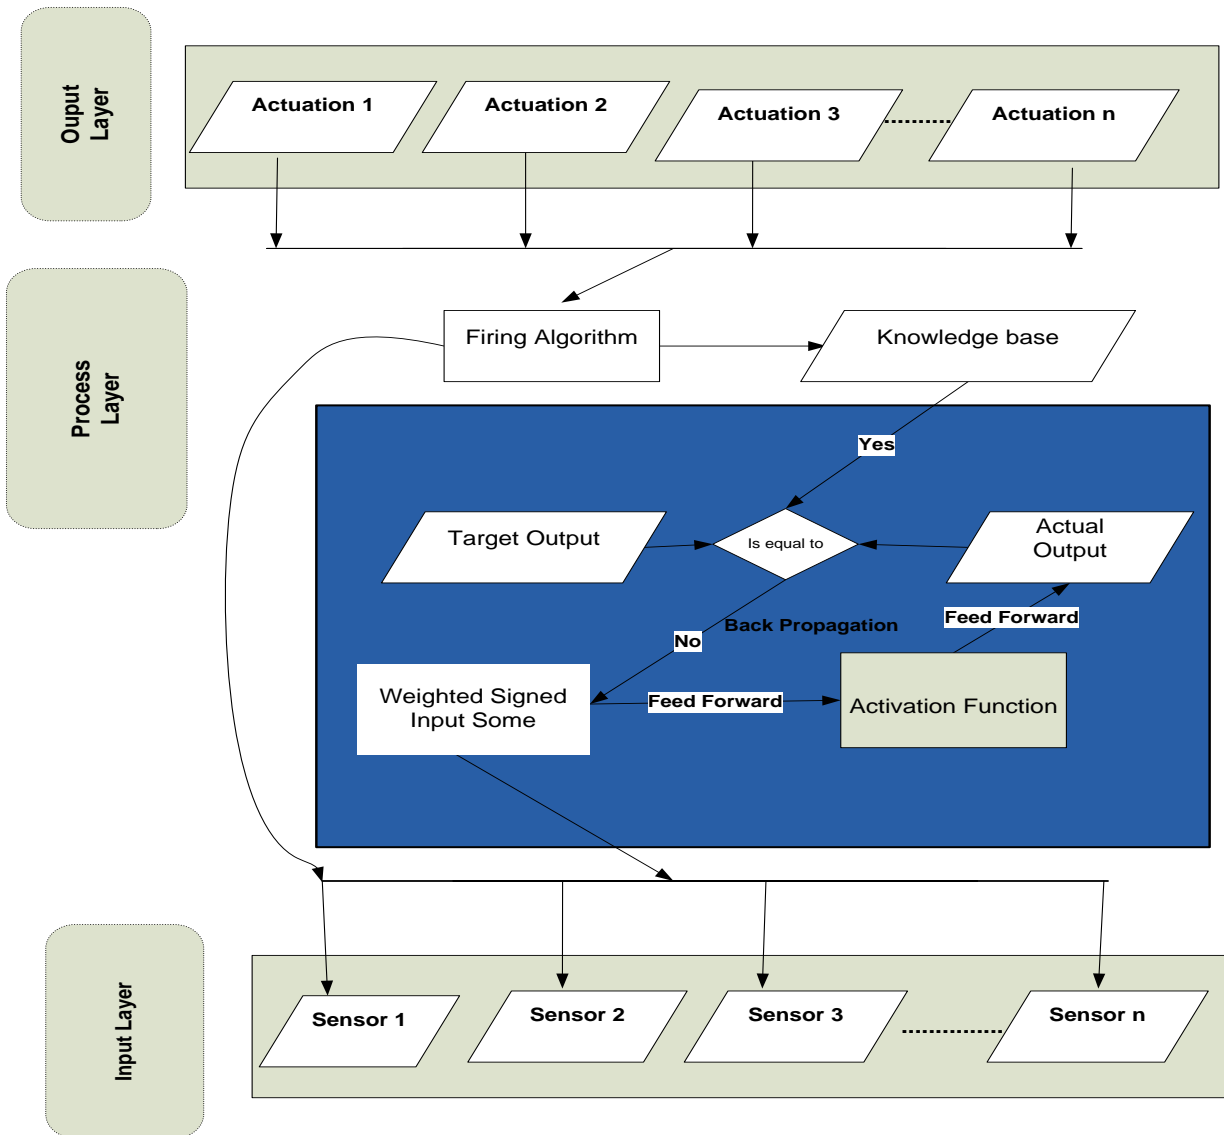 Ouput
Layer
Actuation 1
Actuation 2
Actuation 3
Actuation n
Process
Layer
Firing Algorithm
Knowledge base
Yes
Target Output
Is equal to
Actual
Output
Feed Forward
Back Propagation
No
Weighted Signed
Input Some
Feed Forward
Activation Function
Input Layer
Sensor 1
Sensor 2
Sensor 3
Sensor n